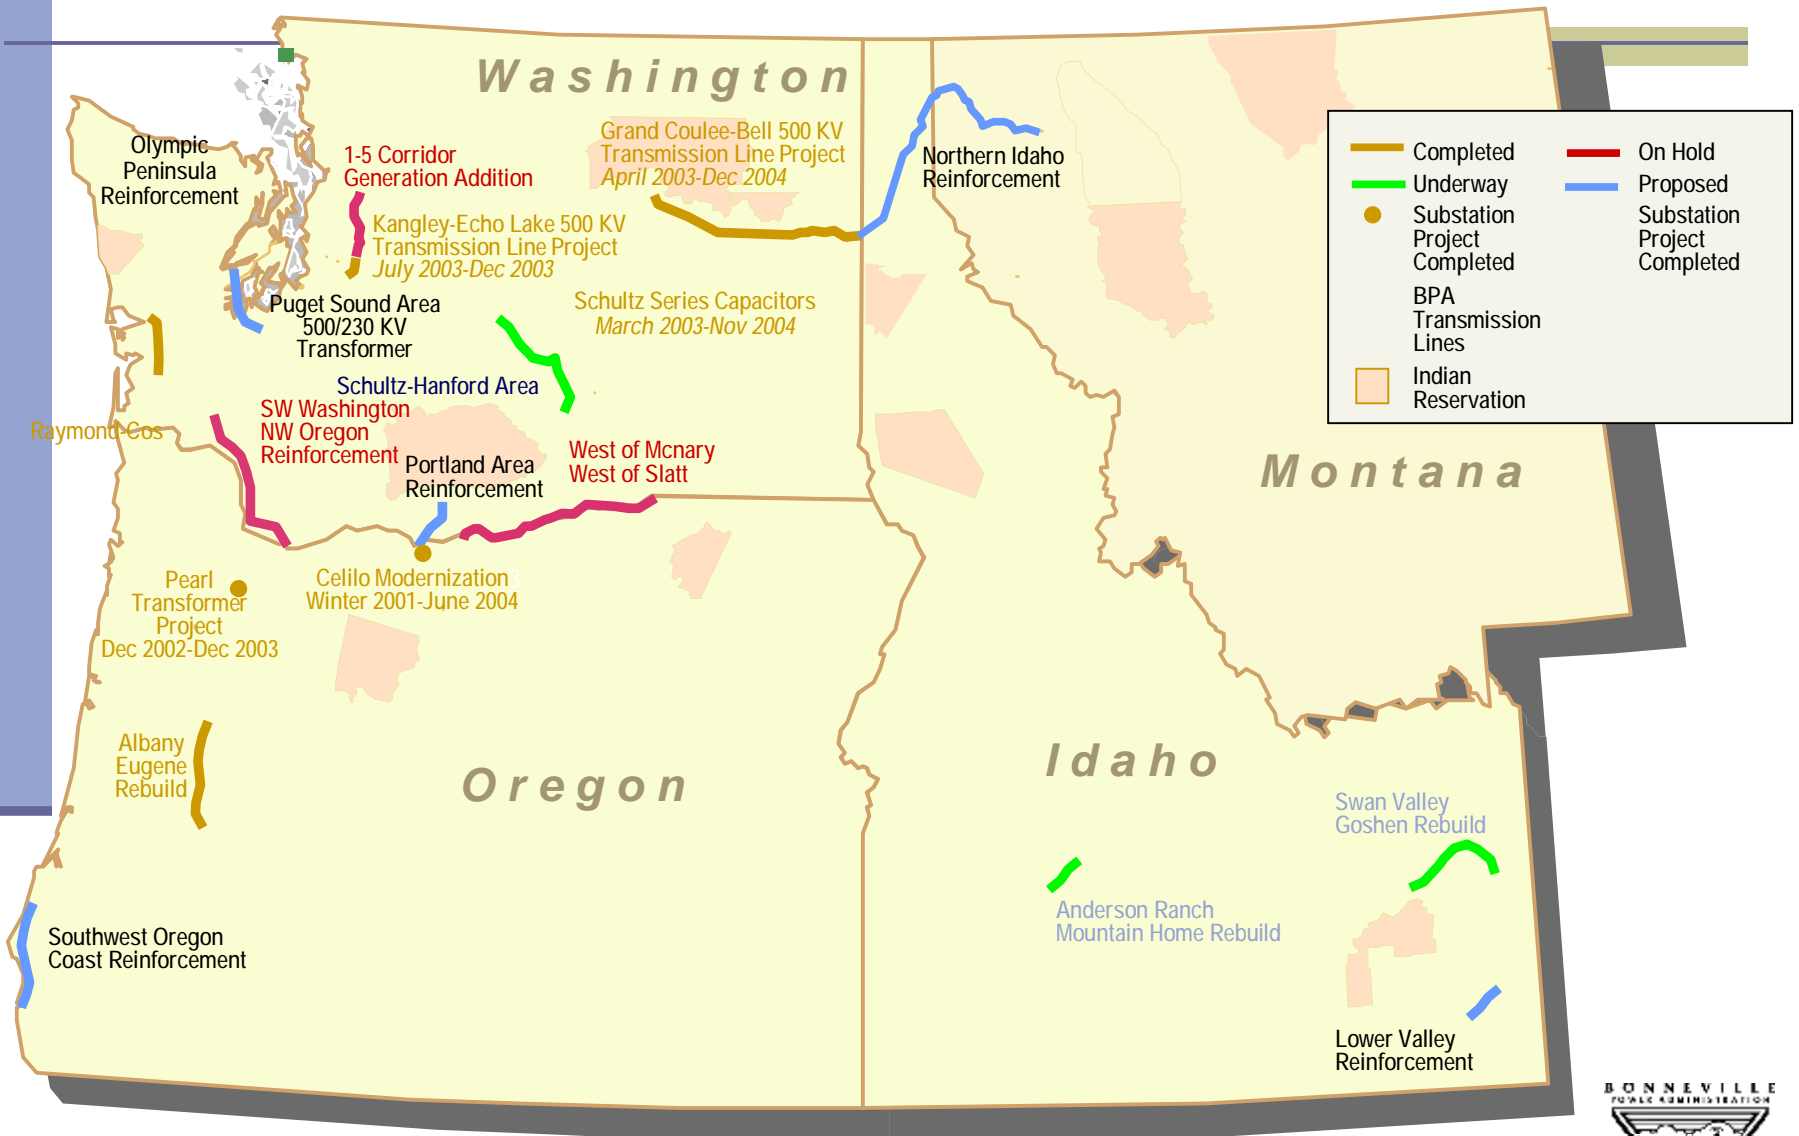 Washington
Olympic
Peninsula
Reinforcement
1-5 Corridor
Generation Addition
Grand Coulee-Bell 500 KV
Transmission Line Project
April 2003-Dec 2004
Northern Idaho
Reinforcement
Kangley-Echo Lake 500 KV
Transmission Line Project
July 2003-Dec 2003
Puget Sound Area
500/230 KV
Transformer
Schultz Series Capacitors
March 2003-Nov 2004
Schultz-Hanford Area
Raymond-Cos
SW Washington
NW Oregon
Reinforcement
Portland Area
Reinforcement
West of Mcnary
West of Slatt
Completed
Underway
Substation
Project
Completed
BPA
Transmission
Lines
Indian
Reservation
On Hold
Proposed
Substation
Project
Completed
Montana
Pearl
Transformer
Project
Dec 2002-Dec 2003
Celilo Modernization3
Winter 2001-June 2004
Albany
Eugene
Rebuild
Oregon
Idaho
Swan Valley
Goshen Rebuild
Anderson Ranch
Mountain Home Rebuild
Southwest Oregon
Coast Reinforcement
Lower Valley
Reinforcement
BONNEVILLE
POWER ADMINISTRATION